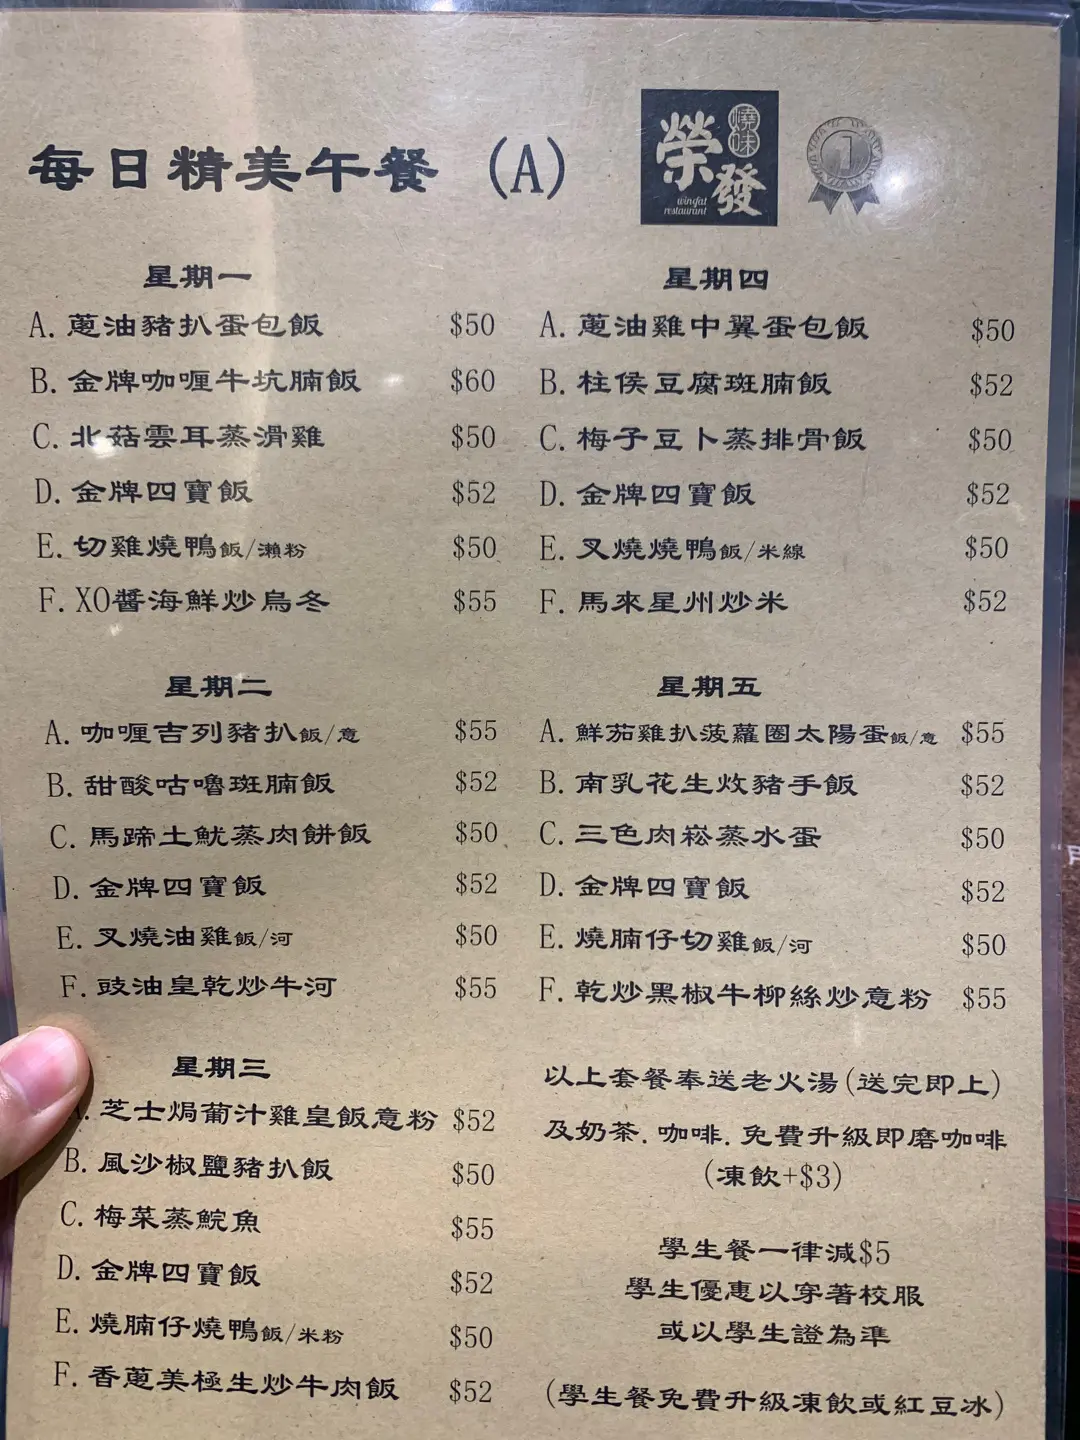 每日精美午餐 (A)
榮發
燒味
wingfat
restaurant
1
星期一
A. 蔥油豬扒蛋包飯 $50
B. 金牌咖喱牛坑腩飯 $60
C. 北菇雲耳蒸滑雞 $50
D. 金牌四寶飯 $52
E. 切雞燒鴨飯/瀨粉 $50
F. XO醬海鮮炒烏冬 $55
星期二
A. 咖喱吉列豬扒飯/意 $55
B. 甜酸咕嚕斑腩飯 $52
C. 馬蹄土魷蒸肉餅飯 $50
D. 金牌四寶飯 $52
E. 叉燒油雞飯/河 $50
F. 豉油皇乾炒牛河 $55
星期三
A. 芝士焗葡汁雞皇飯意粉 $52
B. 風沙椒鹽豬扒飯 $50
C. 梅菜蒸鯇魚 $55
D. 金牌四寶飯 $52
E. 燒腩仔燒鴨飯/米粉 $50
F. 香蔥美極生炒牛肉飯 $52
星期四
A. 蔥油雞中翼蛋包飯 $50
B. 柱侯豆腐斑腩飯 $52
C. 梅子豆卜蒸排骨飯 $50
D. 金牌四寶飯 $52
E. 叉燒燒鴨飯/米線 $50
F. 馬來星州炒米 $52
星期五
A. 鮮茄雞扒菠蘿圈太陽蛋飯/意 $55
B. 南乳花生炆豬手飯 $52
C. 三色肉崧蒸水蛋 $50
D. 金牌四寶飯 $52
E. 燒腩仔切雞飯/河 $50
F. 乾炒黑椒牛柳絲炒意粉 $55
以上套餐奉送老火湯(送完即上)
及奶茶. 咖啡. 免費升級即磨咖啡
(凍飲+$3)
學生餐一律減$5
學生優惠以穿著校服
或以學生證為準
(學生餐免費升級凍飲或紅豆冰)